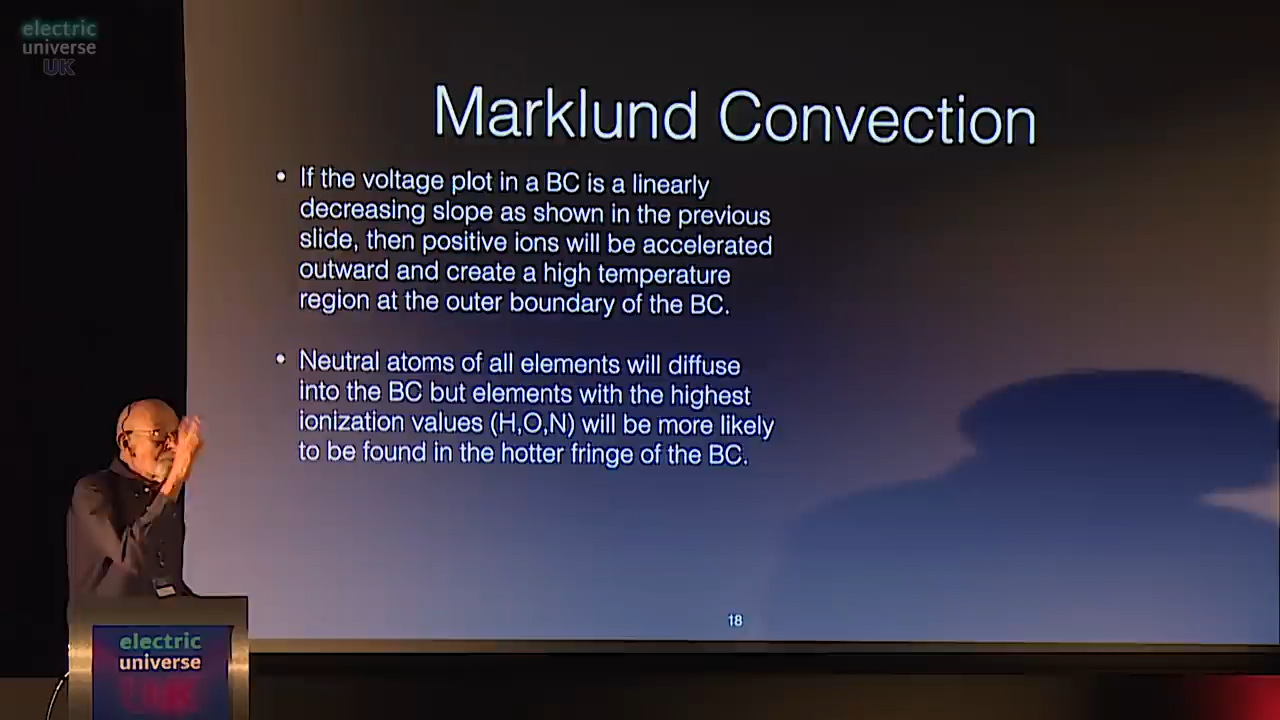 electric
universe
UK
Marklund Convection
• If the voltage plot in a BC is a linearly
decreasing slope as shown in the previous
slide, then positive ions will be accelerated
outward and create a high temperature
region at the outer boundary of the BC.
• Neutral atoms of all elements will diffuse
into the BC but elements with the highest
ionization values (H,O,N) will be more likely
to be found in the hotter fringe of the BC.
18
electric
universe
UK